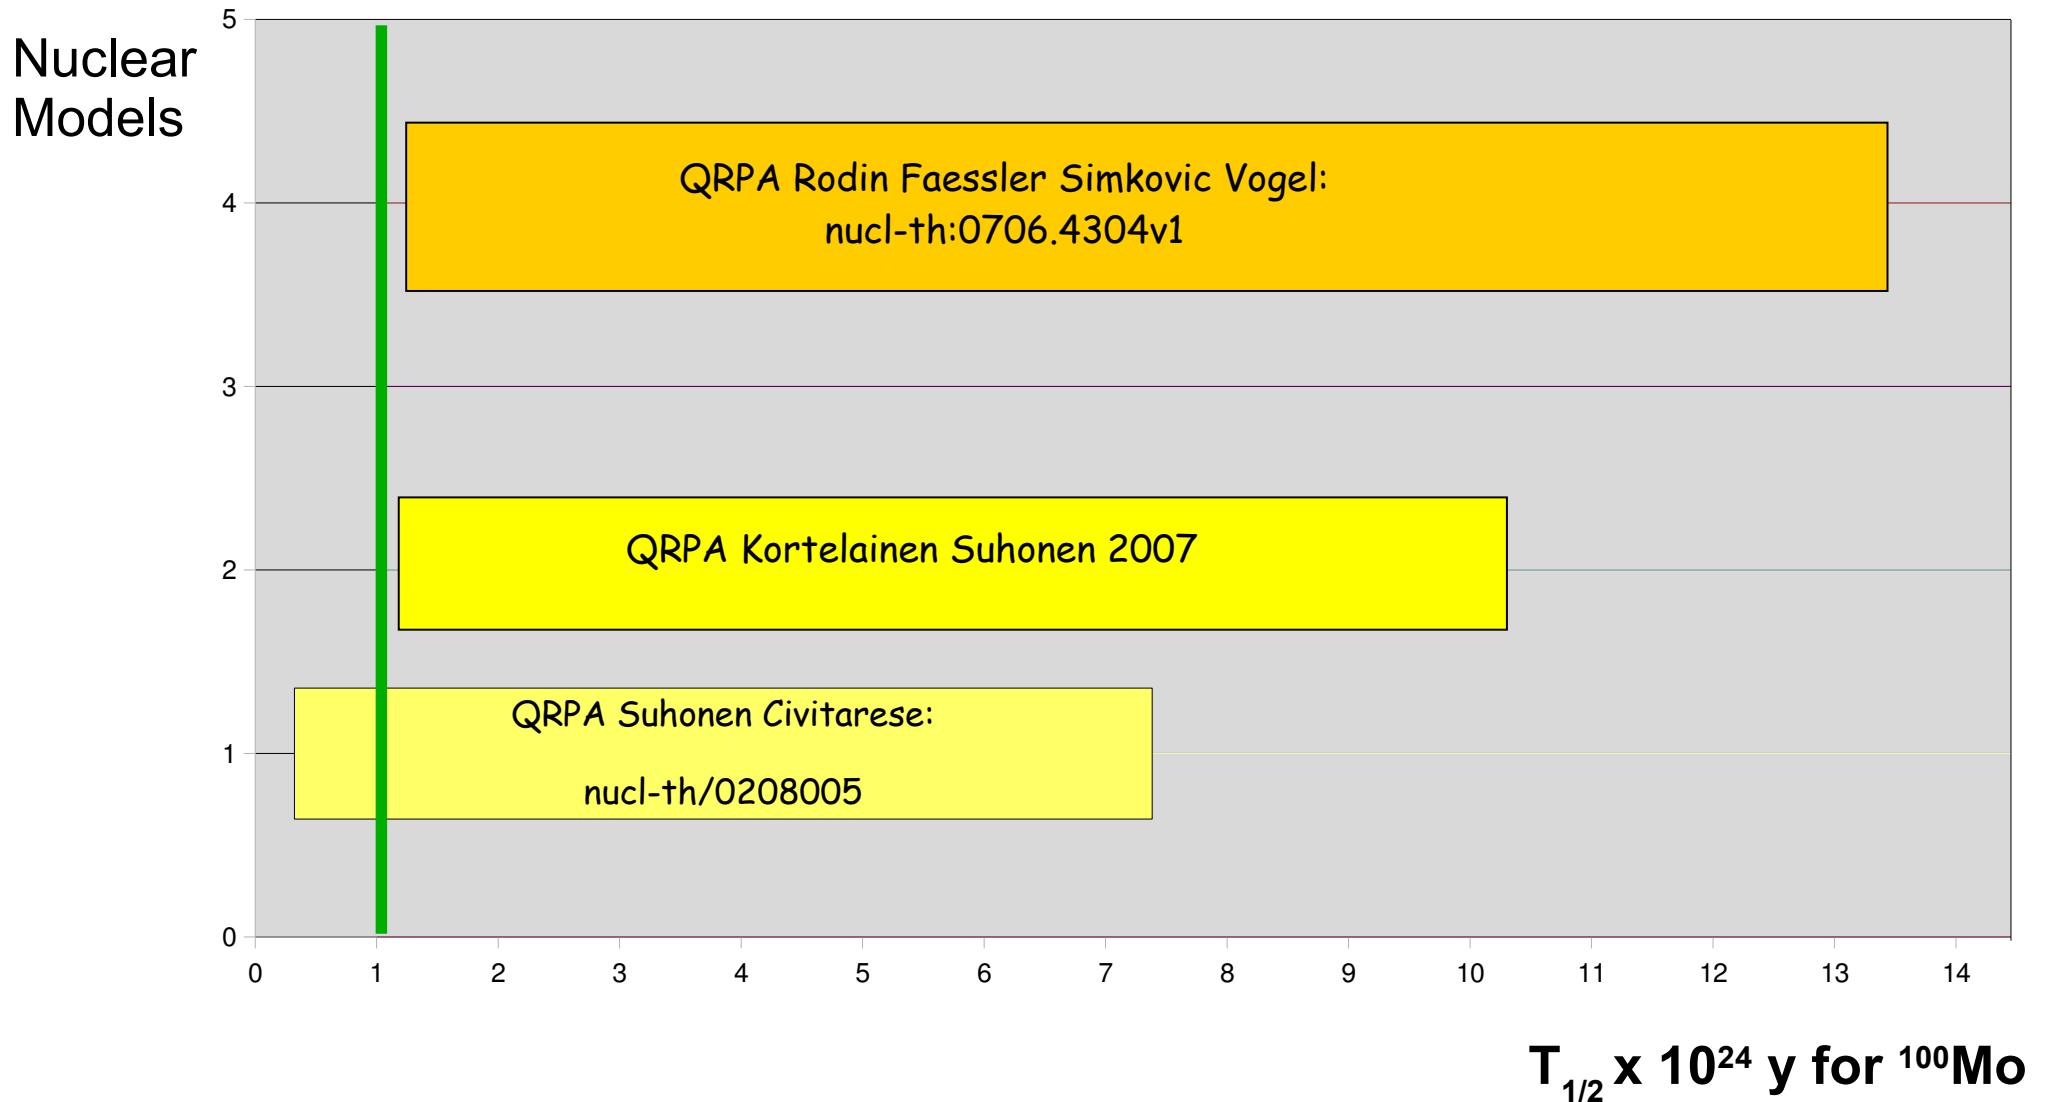 Nuclear
Models
5
4
3
2
1
0
QRPA Rodin Faessler Simkovic Vogel:
nucl-th:0706.4304v1
QRPA Kortelainen Suhonen 2007
QRPA Suhonen Civitarese:
nucl-th/0208005
0 1 2 3 4 5 6 7 8 9 10 11 12 13 14
T1/2 x 10²⁴ y for ¹⁰⁰Mo